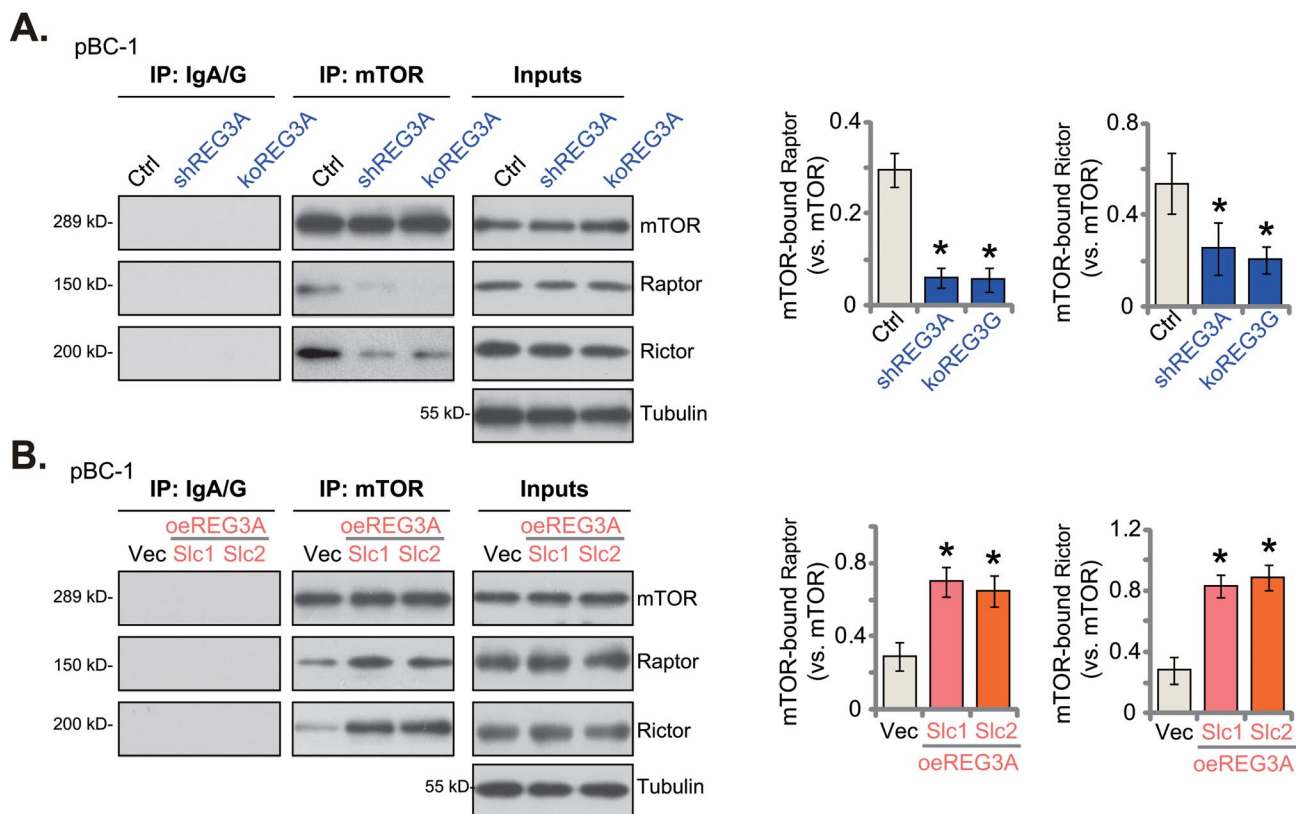 A.
pBC-1
IP: IgA/G IP: mTOR Inputs
Ctrl shREG3A koREG3A Ctrl shREG3A koREG3A Ctrl shREG3A koREG3A
289 kD- mTOR
150 kD- Raptor
200 kD- Rictor
55 kD- Tubulin
mTOR-bound Raptor
(vs. mTOR)
0.4
0.2
0
* *
Ctrl shREG3A koREG3G
mTOR-bound Rictor
(vs. mTOR)
0.8
0.4
0
* *
Ctrl shREG3A koREG3G
B.
pBC-1
IP: IgA/G IP: mTOR Inputs
oeREG3A oeREG3A oeREG3A
Vec Slc1 Slc2 Vec Slc1 Slc2 Vec Slc1 Slc2
289 kD- mTOR
150 kD- Raptor
200 kD- Rictor
55 kD- Tubulin
mTOR-bound Raptor
(vs. mTOR)
0.8
0.4
0
* *
Vec Slc1 Slc2
oeREG3A
mTOR-bound Rictor
(vs. mTOR)
1.2
0.8
0.4
0
* *
Vec Slc1 Slc2
oeREG3A